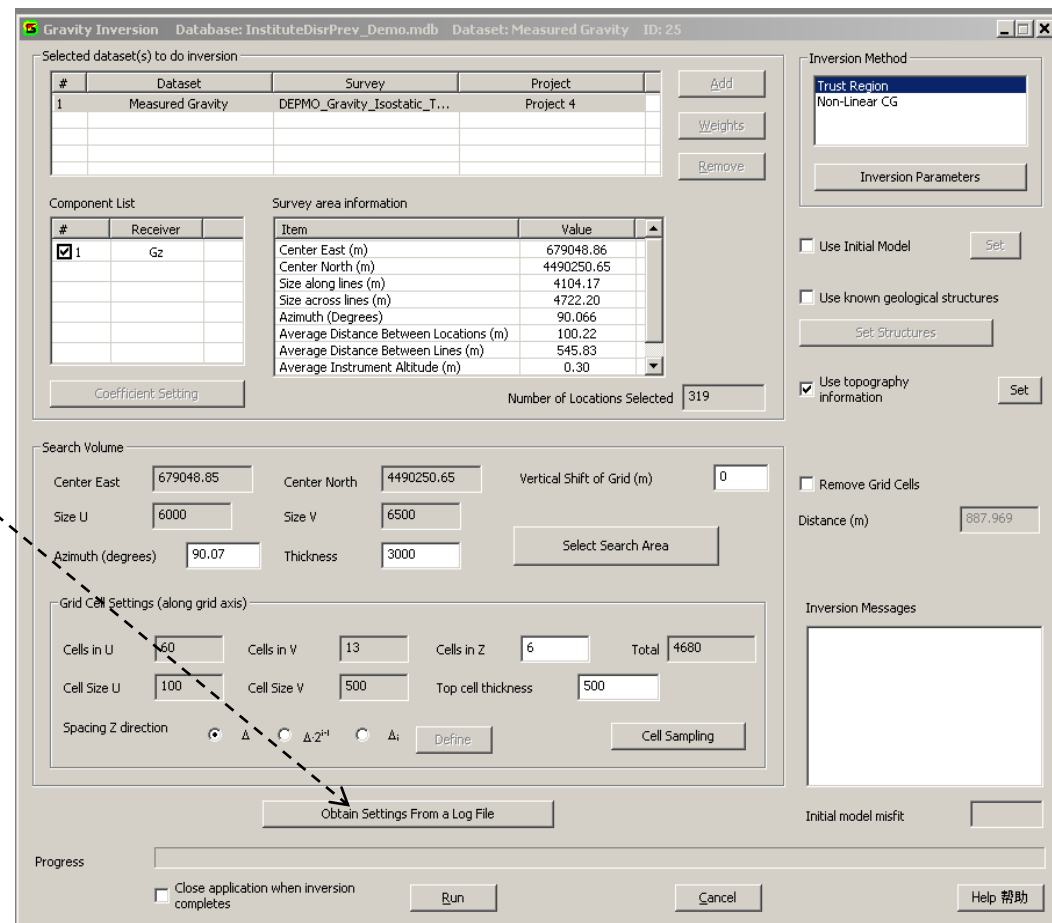 Gravity Inversion Database: InstituteDisrPrev_Demo.mdb Dataset: Measured Gravity ID: 25
Selected dataset(s) to do inversion
# Dataset Survey Project
1 Measured Gravity DEPMO_Gravity_Isostatic_T... Project 4
Add
Weights
Remove
Component List
# Receiver
1 Gz
Coefficient Setting
Survey area information
Item Value
Center East (m) 679048.86
Center North (m) 4490250.65
Size along lines (m) 4104.17
Size across lines (m) 4722.20
Azimuth (Degrees) 90.066
Average Distance Between Locations (m) 100.22
Average Distance Between Lines (m) 545.83
Average Instrument Altitude (m) 0.30
Number of Locations Selected 319
Inversion Method
Trust Region
Non-Linear CG
Inversion Parameters
Use Initial Model Set
Use known geological structures
Set Structures
Use topography
information
Set
Search Volume
Center East 679048.85 Center North 4490250.65 Vertical Shift of Grid (m) 0
Size U 6000 Size V 6500
Select Search Area
Azimuth (degrees) 90.07 Thickness 3000
Remove Grid Cells
Distance (m) 887.969
Grid Cell Settings (along grid axis)
Cells in U 60 Cells in V 13 Cells in Z 6 Total 4680
Cell Size U 100 Cell Size V 500 Top cell thickness 500
Spacing Z direction Δ Δ·2^i-1 Δi Define Cell Sampling
Inversion Messages
Obtain Settings From a Log File
Initial model misfit
Progress
Close application when inversion
completes
Run
Cancel
Help 帮助